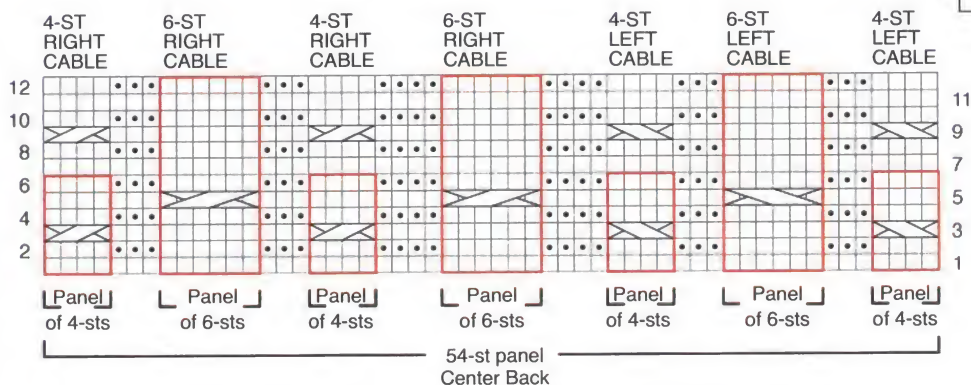 4-ST RIGHT CABLE
6-ST RIGHT CABLE
4-ST RIGHT CABLE
6-ST RIGHT CABLE
4-ST LEFT CABLE
6-ST LEFT CABLE
4-ST LEFT CABLE
12
11
10
9
8
7
6
5
4
3
2
1
Panel of 4-sts
Panel of 6-sts
Panel of 4-sts
Panel of 6-sts
Panel of 4-sts
Panel of 6-sts
Panel of 4-sts
54-st panel
Center Back